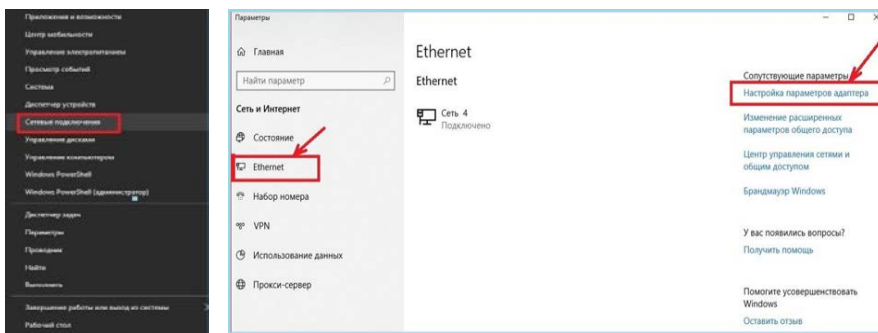 Приложения и возможности
Центр мобильности
Управление электропитанием
Просмотр событий
Система
Диспетчер устройств
Сетевые подключения
Управление дисками
Управление компьютером
Windows PowerShell
Windows PowerShell (администратор)
Диспетчер задач
Параметры
Проводник
Найти
Выполнить
Завершение работы или выход из системы
Рабочий стол
Параметры
Главная
Найти параметр
Сеть и Интернет
Состояние
Ethernet
Набор номера
VPN
Использование данных
Прокси-сервер
Ethernet
Ethernet
Сеть 4
Подключено
Сопутствующие параметры
Настройка параметров адаптера
Изменение расширенных
параметров общего доступа
Центр управления сетями и
общим доступом
Брандмауэр Windows
У вас появились вопросы?
Получить помощь
Помогите усовершенствовать
Windows
Оставить отзыв